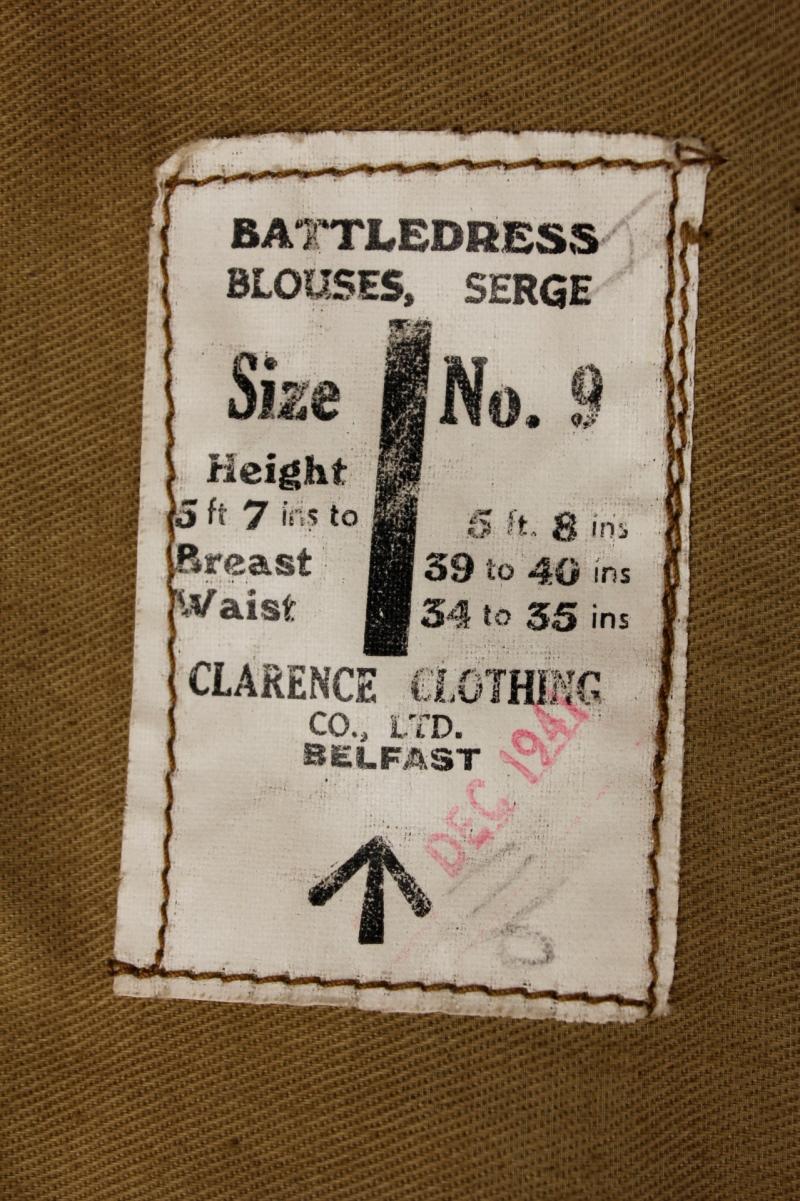 BATTLEDRESS
BLOUSES, SERGE
Size No. 9
Height
5 ft 7 ins to 5 ft. 8 ins
Breast 39 to 40 ins
Waist 34 to 35 ins
CLARENCE CLOTHING
CO., LTD.
BELFAST
DEC 1941